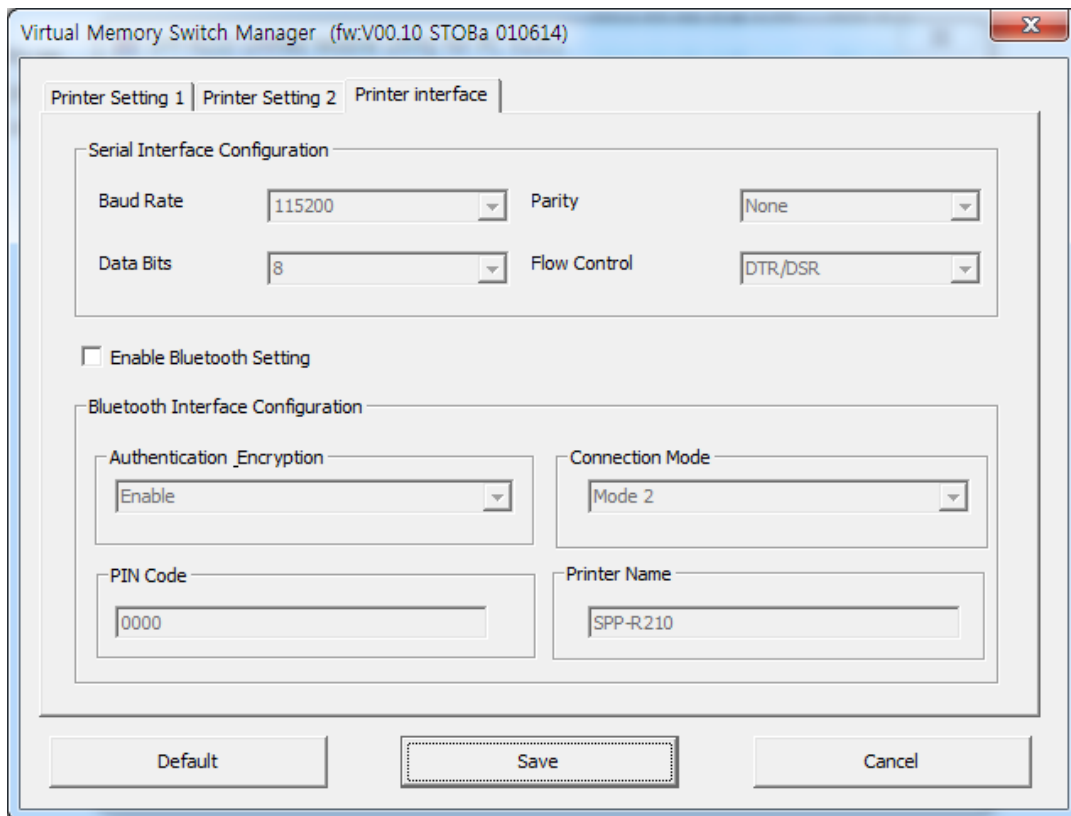 Virtual Memory Switch Manager (fw:V00.10 STOBa 010614)
Printer Setting 1 Printer Setting 2 Printer interface
Serial Interface Configuration
Baud Rate 115200 Parity None
Data Bits 8 Flow Control DTR/DSR
Enable Bluetooth Setting
Bluetooth Interface Configuration
Authentication _Encryption Connection Mode
Enable Mode 2
PIN Code Printer Name
0000 SPP-R210
Default Save Cancel